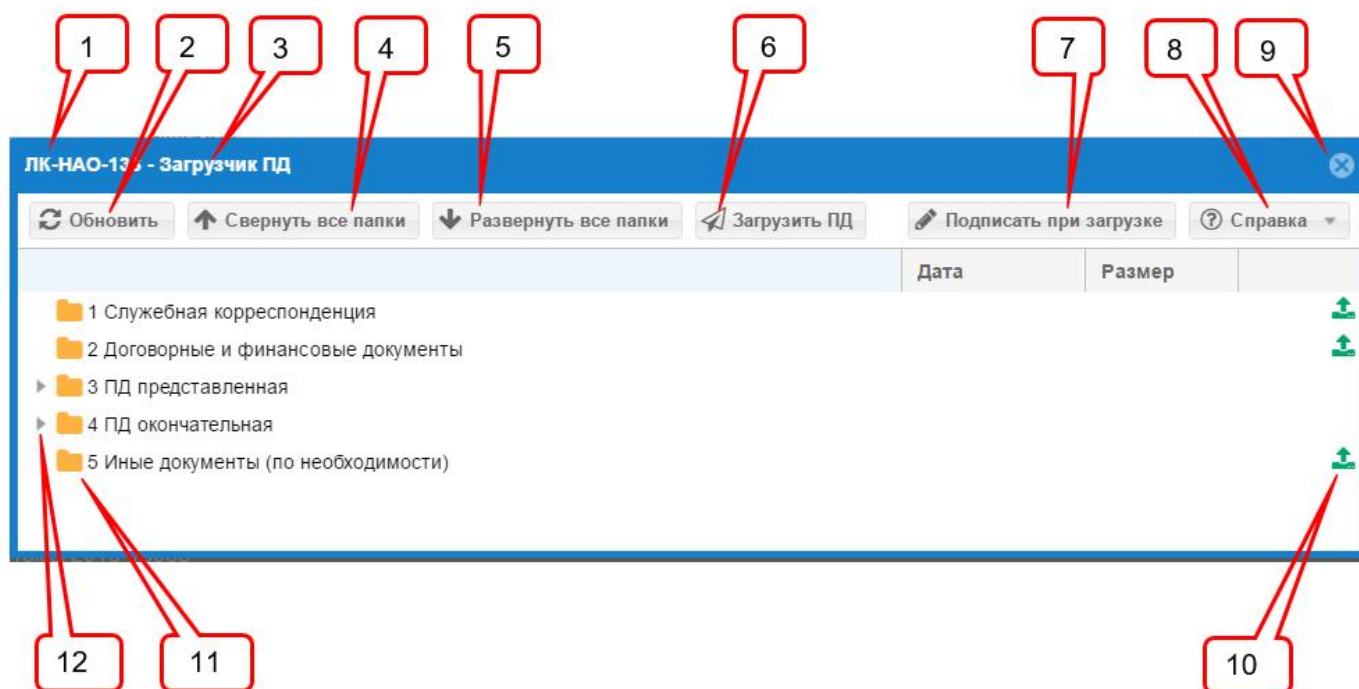 1 2 3 4 5 6 7 8 9
ЛК-НАО-135 - Загрузчик ПД
Обновить Свернуть все папки Развернуть все папки Загрузить ПД Подписать при загрузке Справка
Дата Размер
1 Служебная корреспонденция
2 Договорные и финансовые документы
3 ПД представленная
4 ПД окончательная
5 Иные документы (по необходимости)
12 11 10